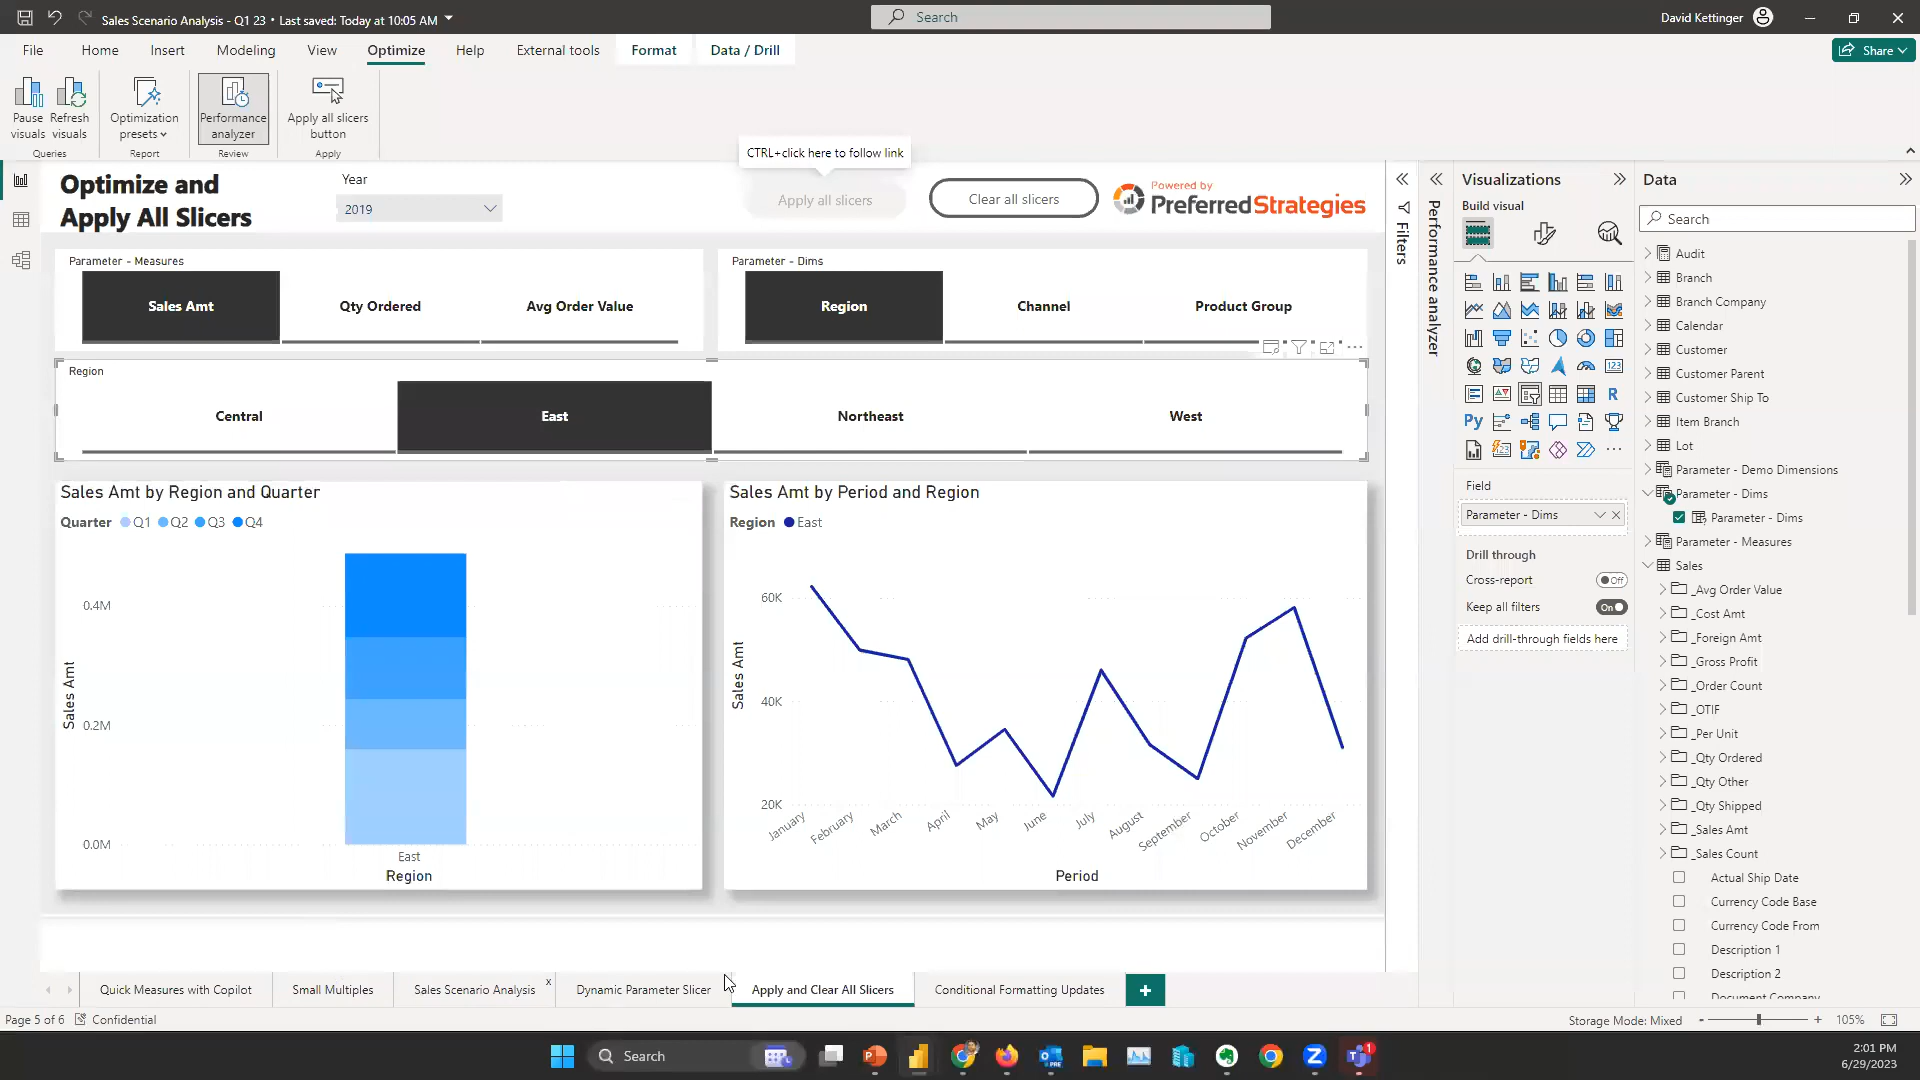 Sales Scenario Analysis - Q1 23 • Last saved: Today at 10:05 AM
Search
David Kettinger
File
Home
Insert
Modeling
View
Optimize
Help
External tools
Format
Data / Drill
Share
Pause visuals
Refresh visuals
Optimization presets
Performance analyzer
Apply all slicers button
Queries
Report
Review
Apply
CTRL+click here to follow link
Optimize and
Apply All Slicers
Year
2019
Apply all slicers
Clear all slicers
Powered by
PreferredStrategies
Parameter - Measures
Sales Amt
Qty Ordered
Avg Order Value
Parameter - Dims
Region
Channel
Product Group
Region
Central
East
Northeast
West
Sales Amt by Region and Quarter
Quarter Q1 Q2 Q3 Q4
0.4M
0.2M
0.0M
Sales Amt
East
Region
Sales Amt by Period and Region
Region East
60K
40K
20K
Sales Amt
January
February
March
April
May
June
July
August
September
October
November
December
Period
Filters
Performance analyzer
Visualizations
Build visual
R
Py
123
Field
Parameter - Dims
Drill through
Cross-report
Off
Keep all filters
On
Add drill-through fields here
Data
Search
Audit
Branch
Branch Company
Calendar
Customer
Customer Parent
Customer Ship To
Item Branch
Lot
Parameter - Demo Dimensions
Parameter - Dims
Parameter - Dims
Parameter - Measures
Sales
_Avg Order Value
_Cost Amt
_Foreign Amt
_Gross Profit
_Order Count
_OTIF
_Per Unit
_Qty Ordered
_Qty Other
_Qty Shipped
_Sales Amt
_Sales Count
Actual Ship Date
Currency Code Base
Currency Code From
Description 1
Description 2
Document Company
Quick Measures with Copilot
Small Multiples
Sales Scenario Analysis
x
Dynamic Parameter Slicer
Apply and Clear All Slicers
Conditional Formatting Updates
+
Page 5 of 6
Confidential
Storage Mode: Mixed
- + 105%
Search
2:01 PM
6/29/2023